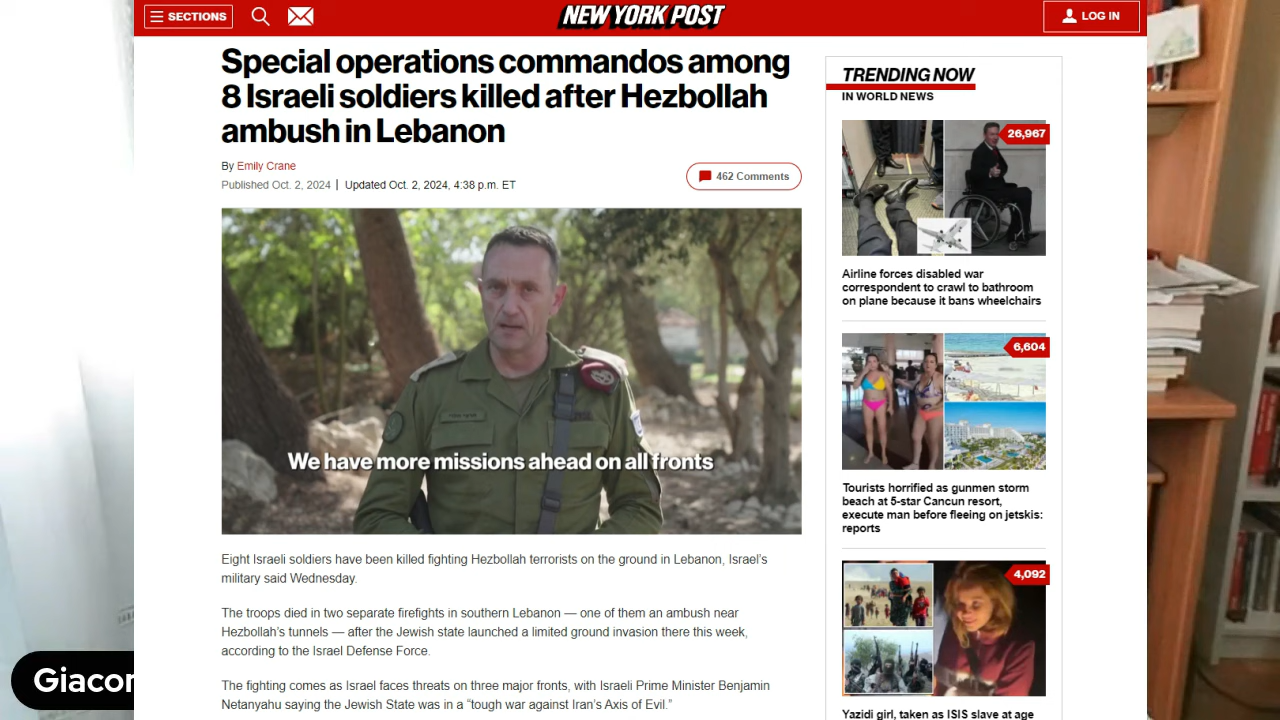 SECTIONS
NEW YORK POST
LOG IN
Special operations commandos among
8 Israeli soldiers killed after Hezbollah
ambush in Lebanon
By Emily Crane
Published Oct. 2, 2024 | Updated Oct. 2, 2024, 4:38 p.m. ET
462 Comments
We have more missions ahead on all fronts
Eight Israeli soldiers have been killed fighting Hezbollah terrorists on the ground in Lebanon, Israel's
military said Wednesday.
The troops died in two separate firefights in southern Lebanon — one of them an ambush near
Hezbollah's tunnels — after the Jewish state launched a limited ground invasion there this week,
according to the Israel Defense Force.
The fighting comes as Israel faces threats on three major fronts, with Israeli Prime Minister Benjamin
Netanyahu saying the Jewish State was in a “tough war against Iran's Axis of Evil.”
TRENDING NOW
IN WORLD NEWS
26,967
Airline forces disabled war
correspondent to crawl to bathroom
on plane because it bans wheelchairs
6,604
Tourists horrified as gunmen storm
beach at 5-star Cancun resort,
execute man before fleeing on jetskis:
reports
4,092
Yazidi girl, taken as ISIS slave at age
Giacor